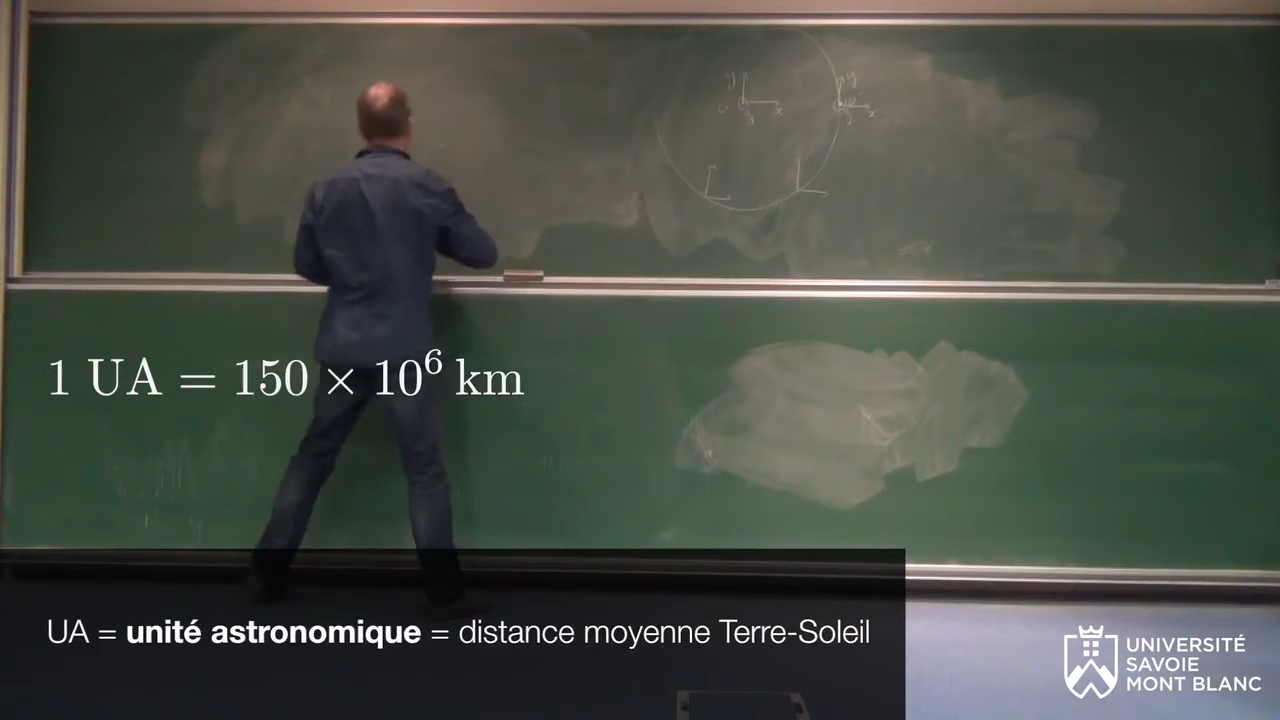 y
x
z
y
x
1 UA = 150 × 10⁶ km
UA = unité astronomique = distance moyenne Terre-Soleil
UNIVERSITÉ
SAVOIE
MONT BLANC